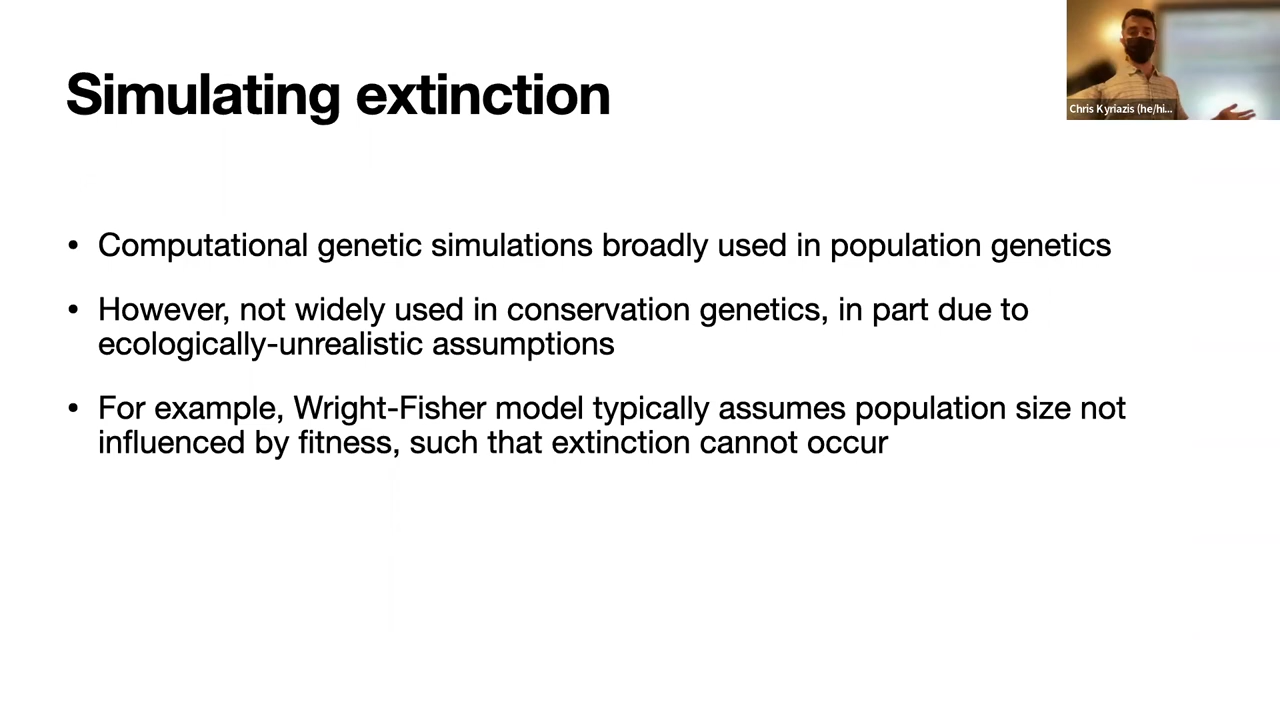 Simulating extinction
Chris Kyriazis (he/hi...
• Computational genetic simulations broadly used in population genetics
• However, not widely used in conservation genetics, in part due to
ecologically-unrealistic assumptions
• For example, Wright-Fisher model typically assumes population size not
influenced by fitness, such that extinction cannot occur